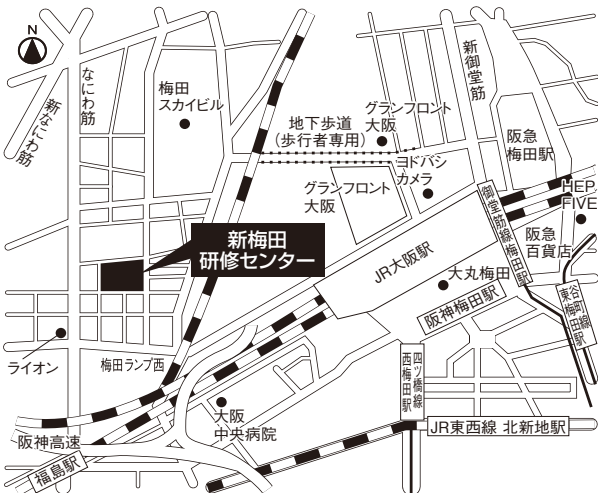 N
なにわ筋
新なにわ筋
梅田
スカイビル
地下歩道
(歩行者専用)
グランフロント
大阪
新御堂筋
阪急
梅田駅
ヨドバシ
カメラ
グランフロント
大阪
HEP
FIVE
御堂筋線梅田駅
阪急
百貨店
新梅田
研修センター
JR大阪駅
大丸梅田
阪神梅田駅
谷町線
東梅田駅
ライオン
梅田ランプ西
四ツ橋線
西梅田駅
大阪
中央病院
JR東西線 北新地駅
阪神高速
福島駅